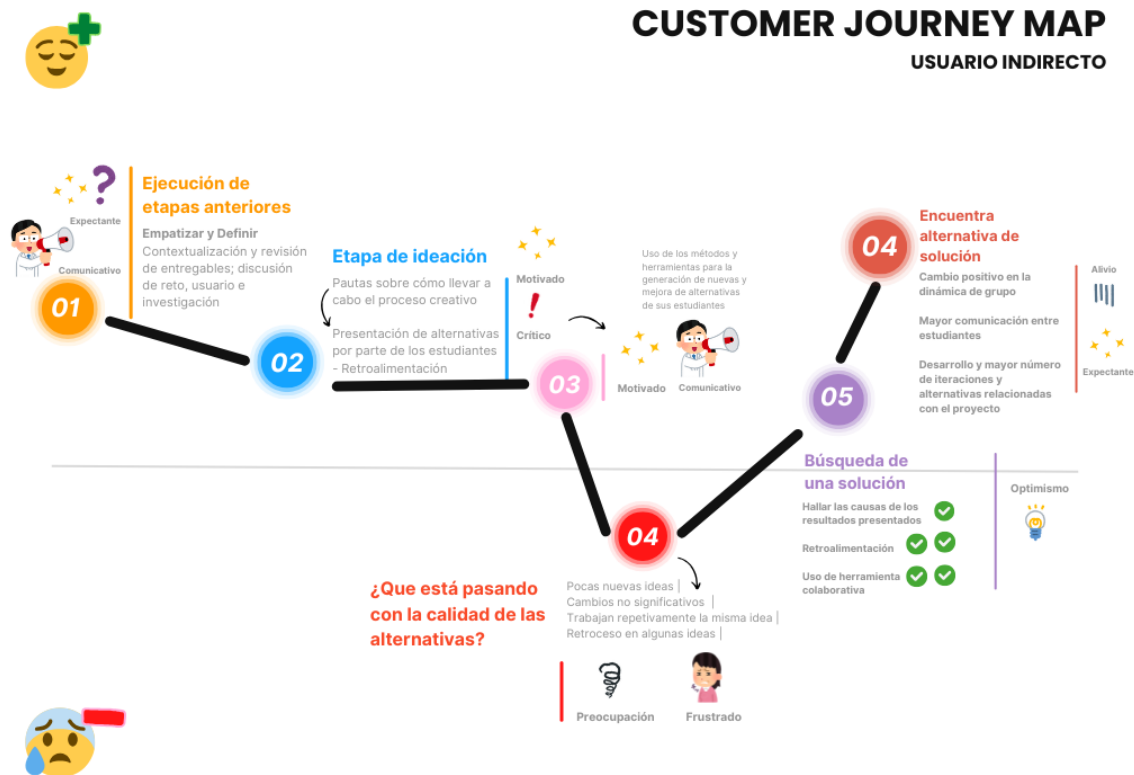 CUSTOMER JOURNEY MAP
USUARIO INDIRECTO
Expectante
Comunicativo
01
Ejecución de
etapas anteriores
Empatizar y Definir
Contextualización y revisión
de entregables; discusión
de reto, usuario e
investigación
02
Etapa de ideación
Pautas sobre cómo llevar a
cabo el proceso creativo
Presentación de alternativas
por parte de los estudiantes
- Retroalimentación
Motivado
Crítico
03
Uso de los métodos y
herramientas para la
generación de nuevas y
mejora de alternativas
de sus estudiantes
Motivado
Comunicativo
04
¿Que está pasando
con la calidad de las
alternativas?
Pocas nuevas ideas |
Cambios no significativos |
Trabajan repetivamente la misma idea |
Retroceso en algunas ideas |
Preocupación
Frustrado
05
Búsqueda de
una solución
Hallar las causas de los
resultados presentados
Retroalimentación
Uso de herramienta
colaborativa
Optimismo
04
Encuentra
alternativa de
solución
Cambio positivo en la
dinámica de grupo
Mayor comunicación entre
estudiantes
Desarrollo y mayor número
de iteraciones y
alternativas relacionadas
con el proyecto
Alivio
Expectante